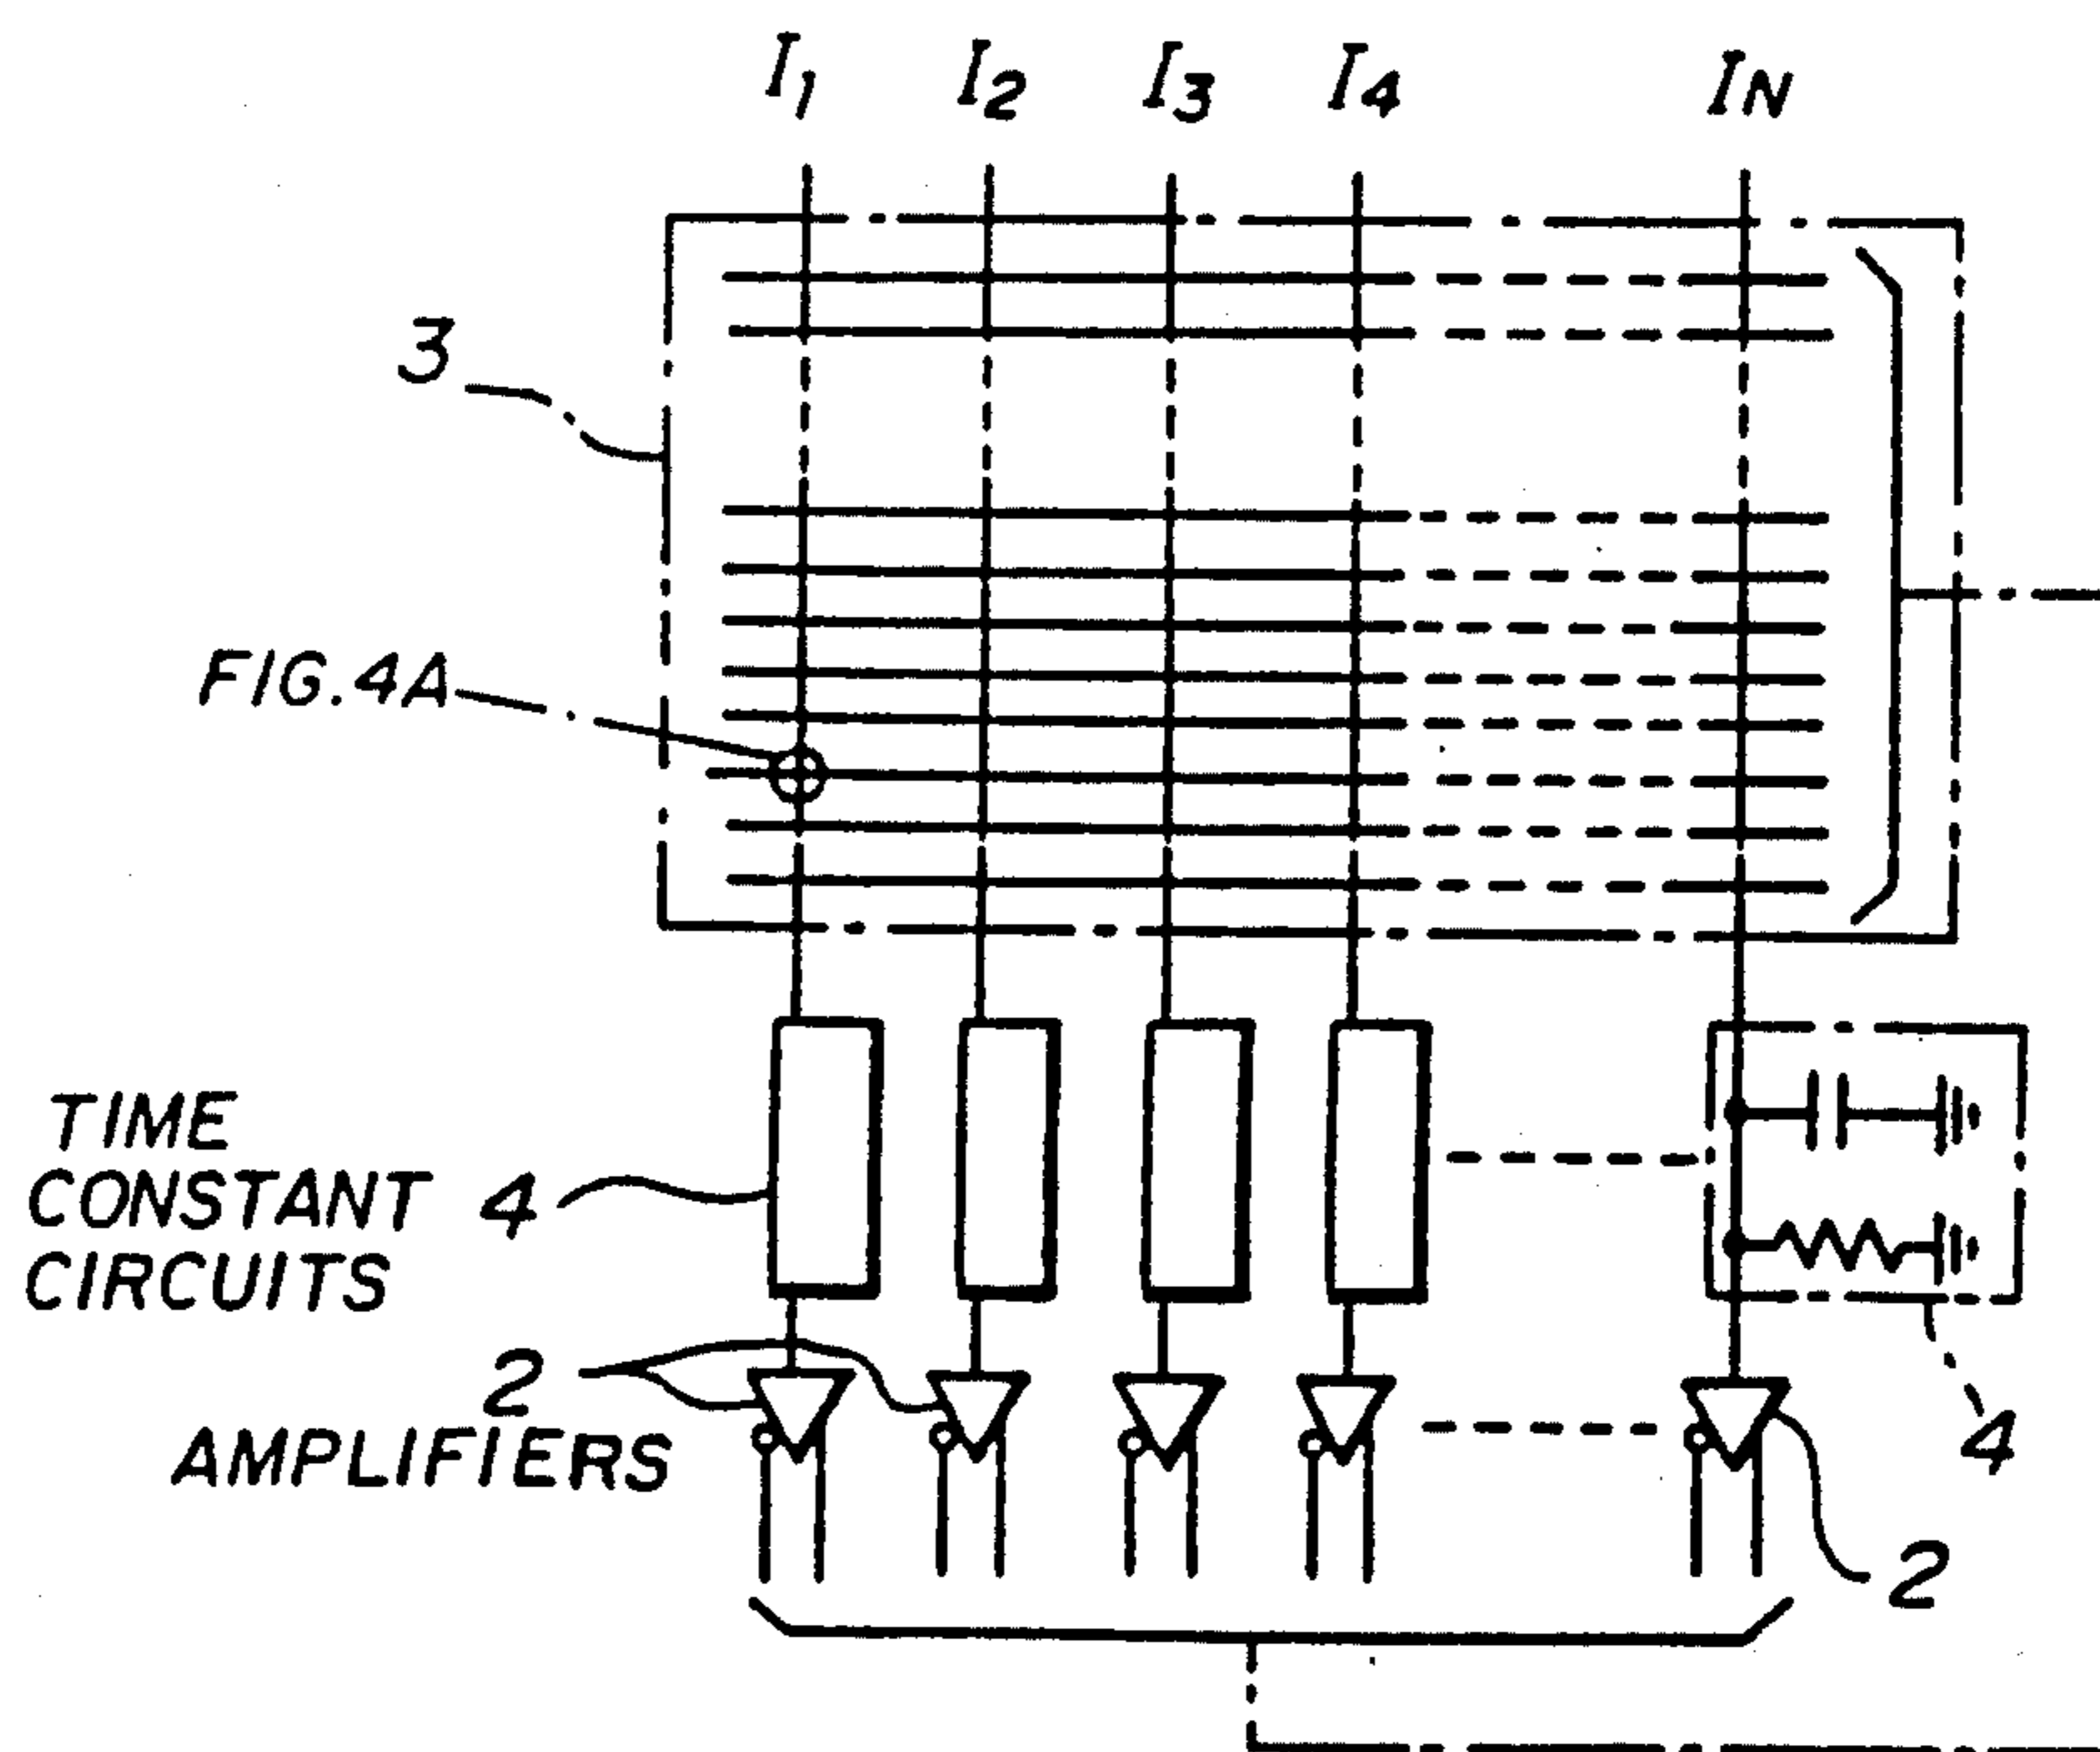 I1 I2 I3 I4 IN
3
FIG.4A
TIME
CONSTANT 4
CIRCUITS
2
AMPLIFIERS
4
2